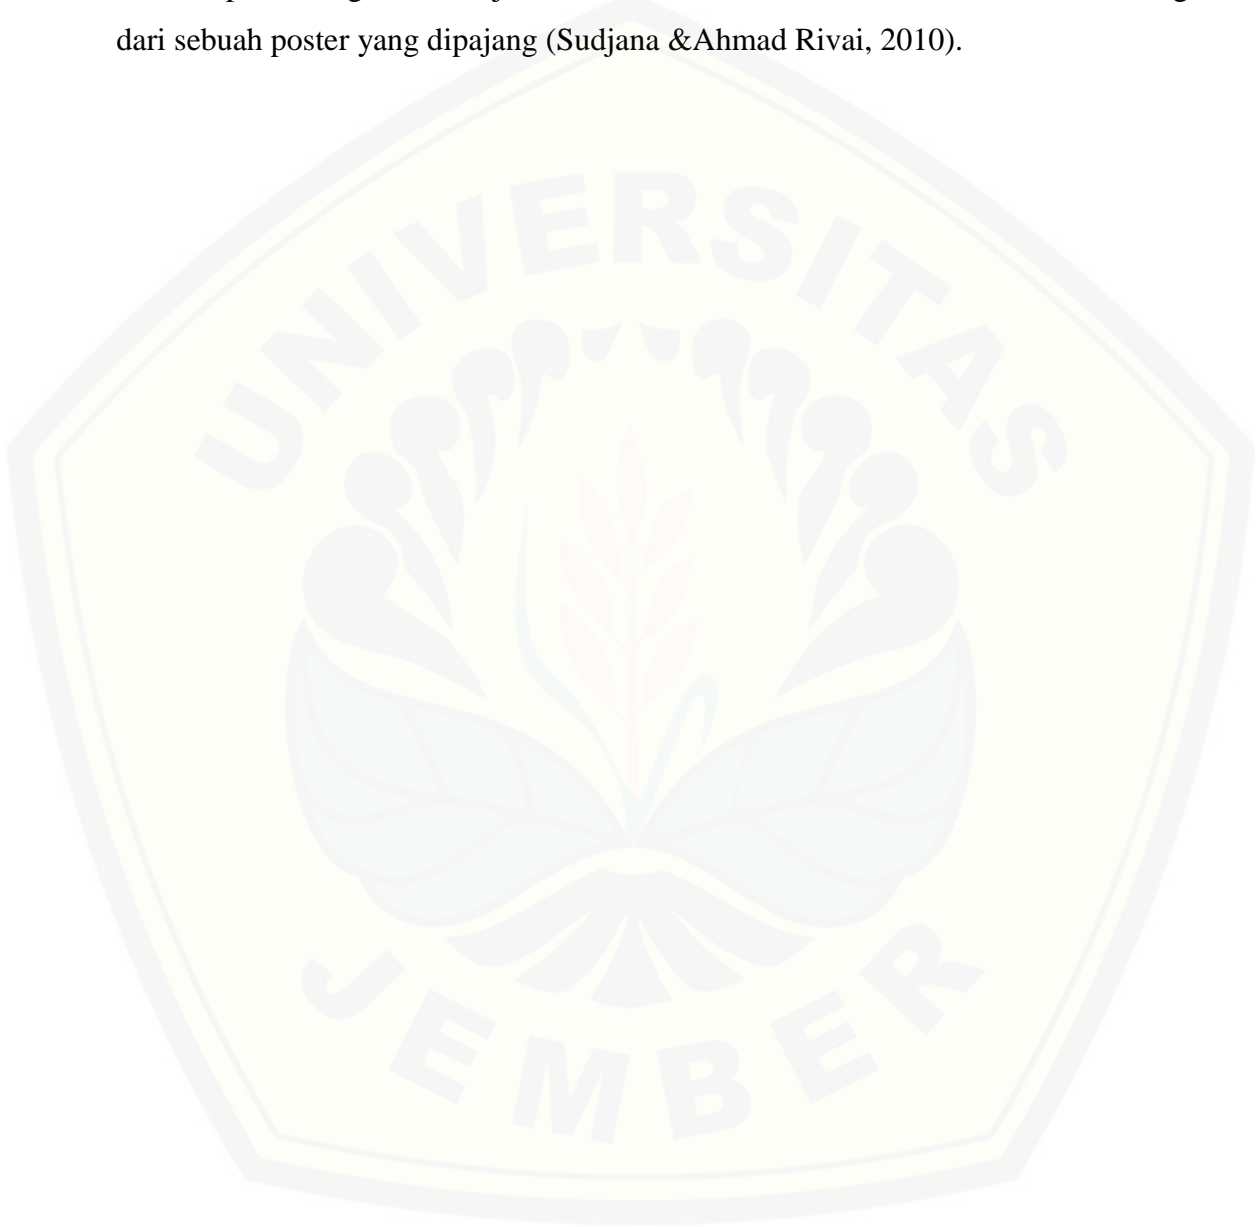 dari sebuah poster yang dipajang (Sudjana &Ahmad Rivai, 2010).
UNIVERSITAS
JEMBER